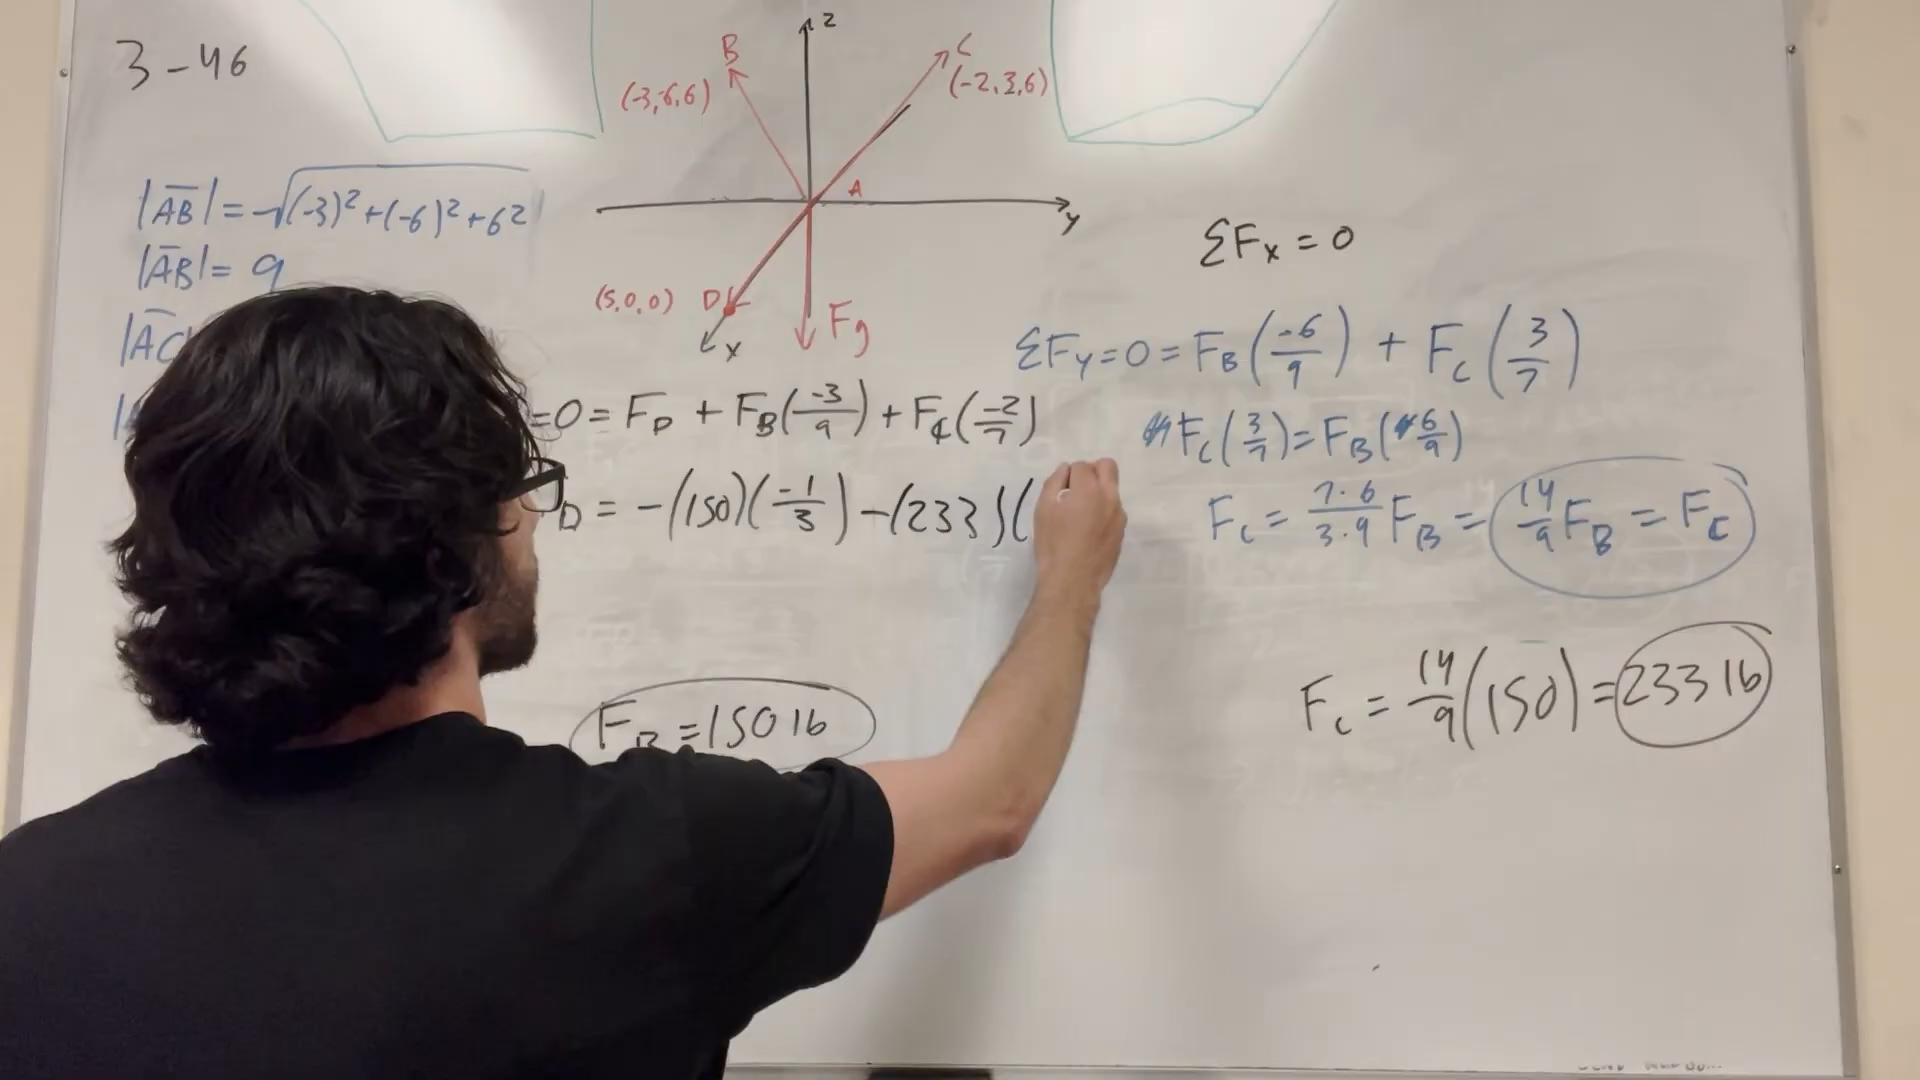 3-46
z
B
(-3,-6,6)
C
(-2,3,6)
A
y
(5,0,0) D
x
Fg
|AB| = √(-3)²+(-6)²+6²
|AB| = 9
|AC
ΣFx = 0
ΣFy = 0 = FB(-6/9) + FC(3/7)
FC(3/7) = FB(6/9)
FC = 7·6/3·9 FB = 14/9 FB = FC
FC = 14/9(150) = 233 lb
=0 = FD + FB(-3/9) + FC(-2/7)
D = -(150)(-1/3) -(233)(
FB = 150 lb